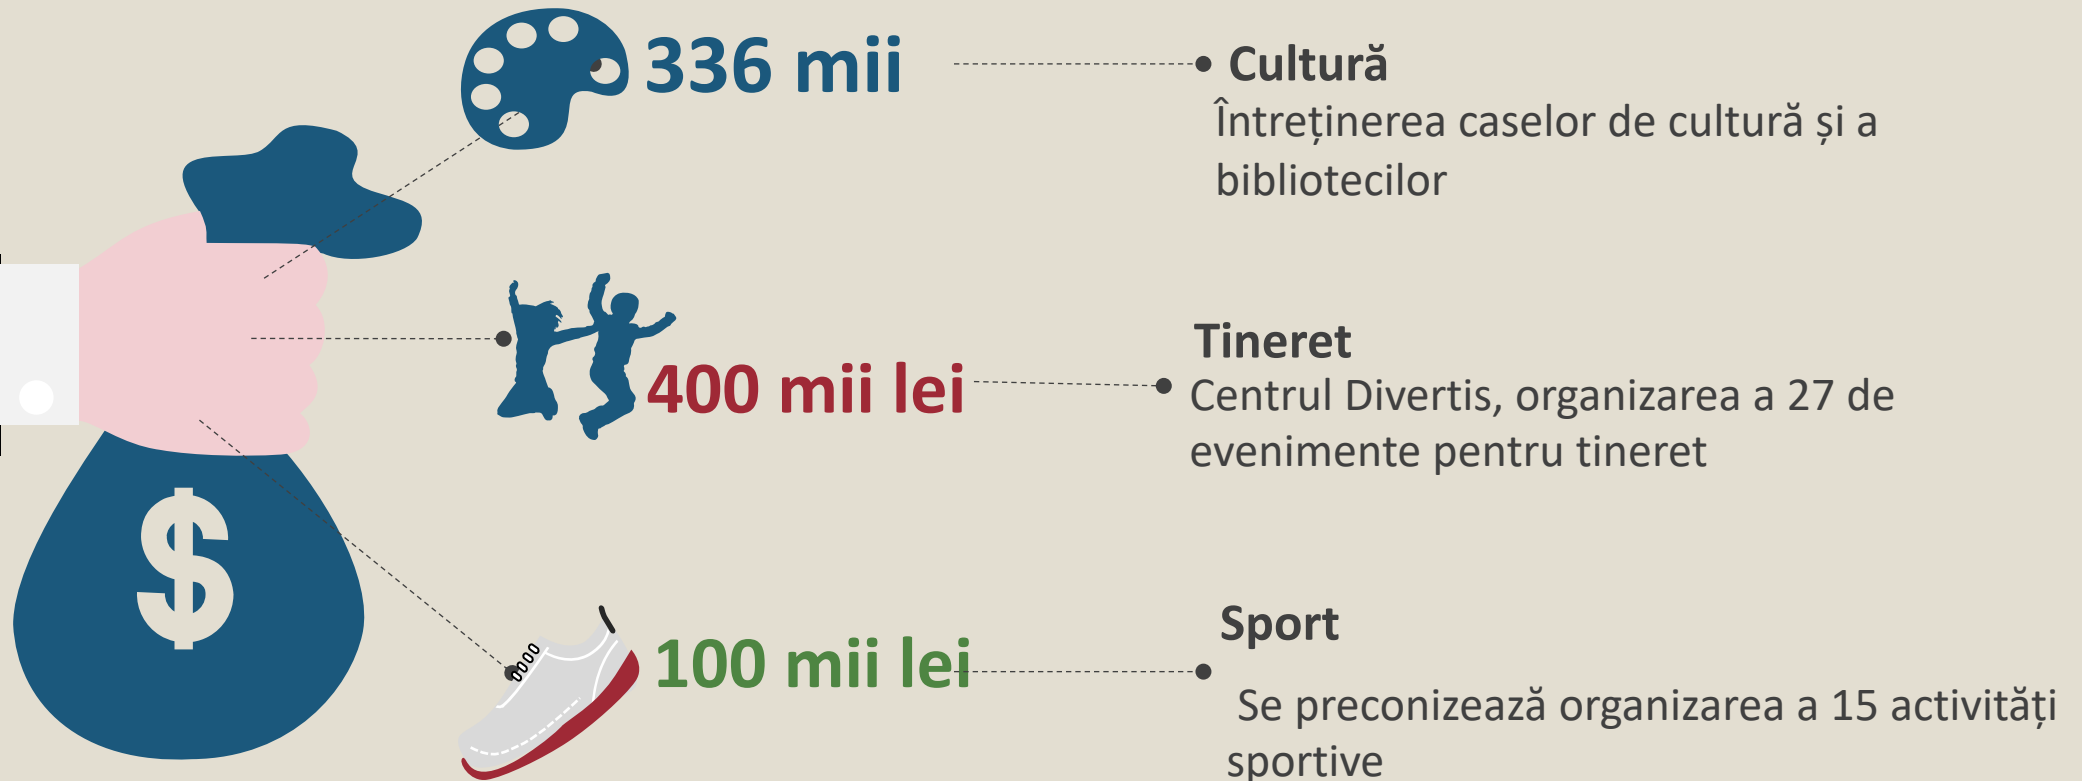 336 mii
Cultură
Întreținerea caselor de cultură și a
bibliotecilor
400 mii lei
Tineret
Centrul Divertis, organizarea a 27 de
evenimente pentru tineret
$
100 mii lei
Sport
Se preconizează organizarea a 15 activități
sportive